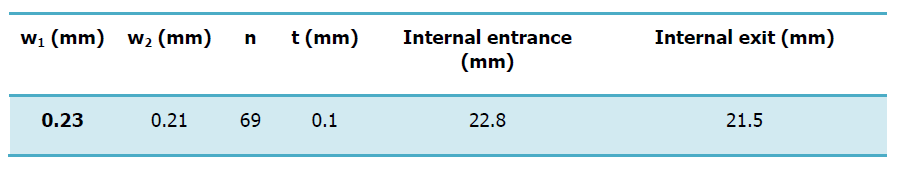 w₁ (mm) w₂ (mm) n t (mm) Internal entrance (mm) Internal exit (mm)
0.23 0.21 69 0.1 22.8 21.5